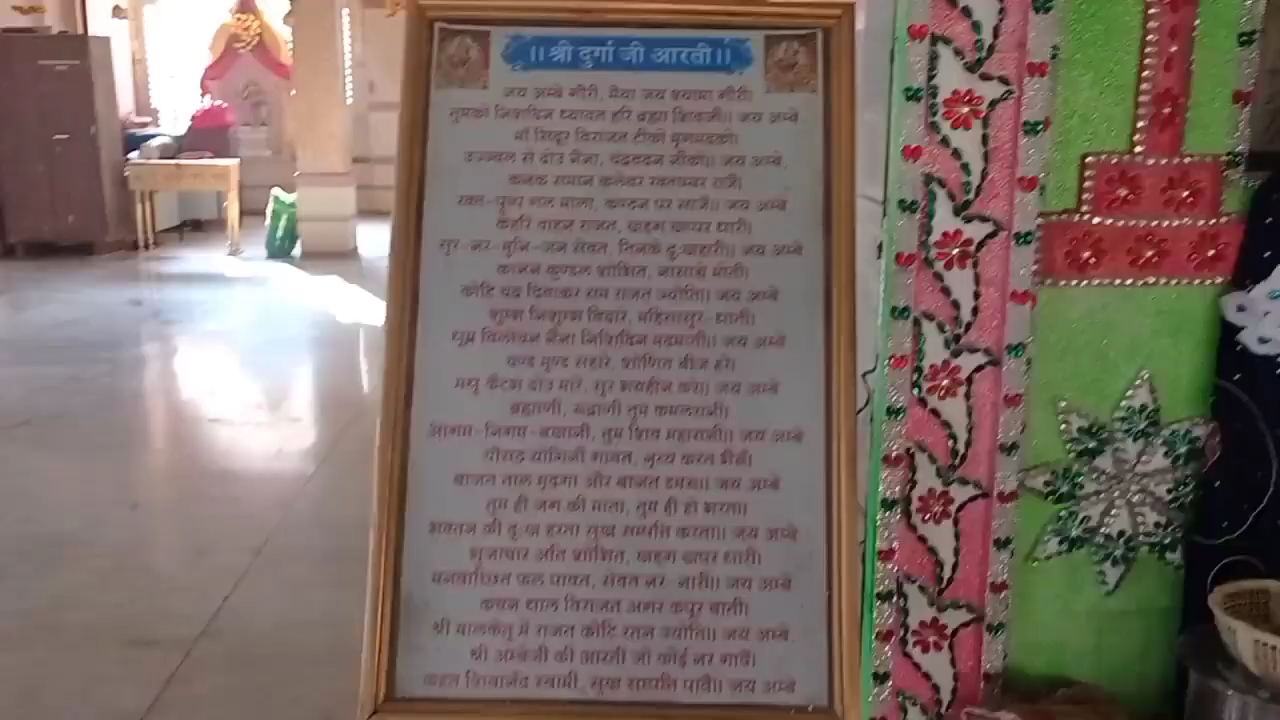 ।। श्री दुर्गा जी आरती ।।
जय अम्बे गौरी, मैया जय श्यामा गौरी।
तुमको निशदिन ध्यावत हरि ब्रह्मा शिवजी।। जय अम्बे
माँ सिन्दूर विराजत टीको मृगमदको।
उज्ज्वल से दोउ नैना, चंद्रवदन नीको।। जय अम्बे.
कनक समान कलेवर रक्ताम्बर राजै।
रक्त-पुष्प गल माला, कण्ठन पर साजै।। जय अम्बे
केहरि वाहन राजत, खड्ग खप्पर धारी।
सुर-नर-मुनि-जन सेवत, तिनके दुःखहारी।। जय अम्बे
कानन कुण्डल शोभित, नासाग्रे मोती।
कोटि चंद्र दिवाकर सम राजत ज्योति।। जय अम्बे
शुम्भ निशुम्भ विदारे, महिषासुर-घाती।
धूम्र विलोचन नैना निशिदिन मदमाती।। जय अम्बे
चण्ड मुण्ड संहारे, शोणित बीज हरे।
मधु कैटभ दोउ मारे, सुर भयहीन करे। जय अम्बे
ब्रह्माणी, रुद्राणी तुम कमलारानी।
आगम-निगम-बखानी, तुम शिव महारानी।। जय अम्बे
चौंसठ योगिनी गावत, नृत्य करत भैरों।
बाजत ताल मृदंगा और बाजत डमरू।। जय अम्बे
तुम ही जग की माता, तुम ही हो भरता।
भक्तन की दुःख हरता सुख सम्पत्ति करता।। जय अम्बे
भुजाचार अति शोभित, खड्ग खप्पर धारी।
मनवांछित फल पावत, सेवत नर नारी।। जय अम्बे
कंचन थाल विराजत अगर कपूर बाती।
श्री मालकेतु में राजत कोटि रतन ज्योति।। जय अम्बे.
श्री अम्बेजी की आरती जो कोई नर गावै।
कहत शिवानंद स्वामी, सुख सम्पत्ति पावै।। जय अम्बे